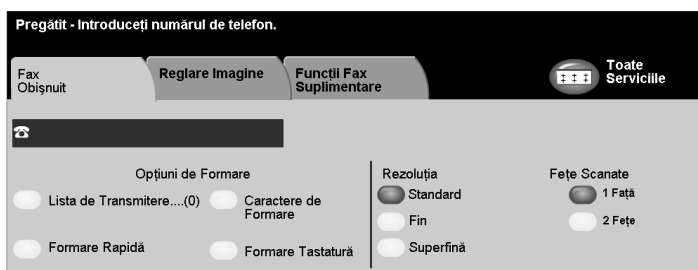 Pregătit - Introduceți numărul de telefon.
Fax
Obişnuit
Reglare Imagine
Funcții Fax
Suplimentare
Toate
Serviciile
Opțiuni de Formare
Lista de Transmitere....(0)
Caractere de
Formare
Formare Rapidă
Formare Tastatură
Rezoluția
Standard
Fin
Superfină
Fețe Scanate
1 Față
2 Fețe